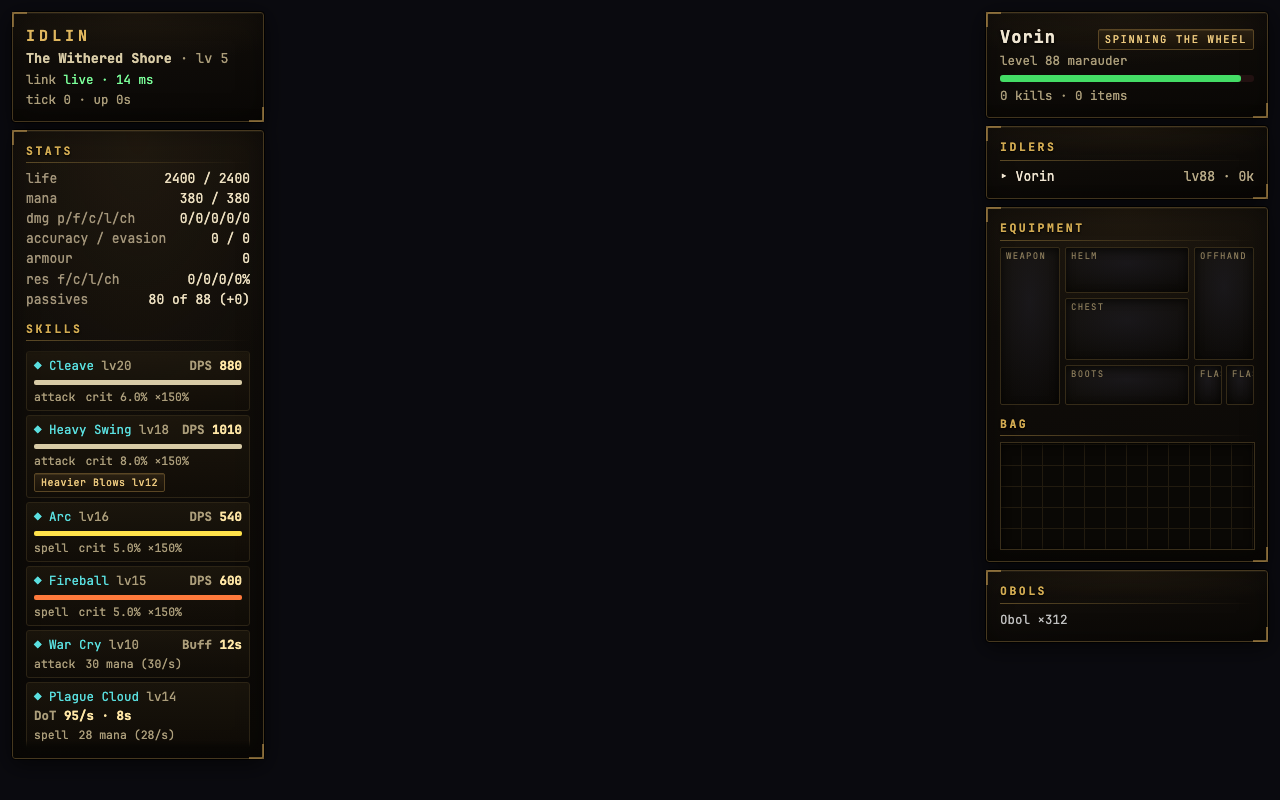 IDLIN
The Withered Shore · lv 5
link live · 14 ms
tick 0 · up 0s
STATS
life 2400 / 2400
mana 380 / 380
dmg p/f/c/l/ch 0/0/0/0/0
accuracy / evasion 0 / 0
armour 0
res f/c/l/ch 0/0/0/0%
passives 80 of 88 (+0)
SKILLS
◆ Cleave lv20 DPS 880
attack crit 6.0% ×150%
◆ Heavy Swing lv18 DPS 1010
attack crit 8.0% ×150%
Heavier Blows lv12
◆ Arc lv16 DPS 540
spell crit 5.0% ×150%
◆ Fireball lv15 DPS 600
spell crit 5.0% ×150%
◆ War Cry lv10 Buff 12s
attack 30 mana (30/s)
◆ Plague Cloud lv14
DoT 95/s · 8s
spell 28 mana (28/s)
Vorin SPINNING THE WHEEL
level 88 marauder
0 kills · 0 items
IDLERS
‣ Vorin lv88 · 0k
EQUIPMENT
WEAPON HELM OFFHAND
CHEST
BOOTS FLA FLA
BAG
OBOLS
Obol ×312